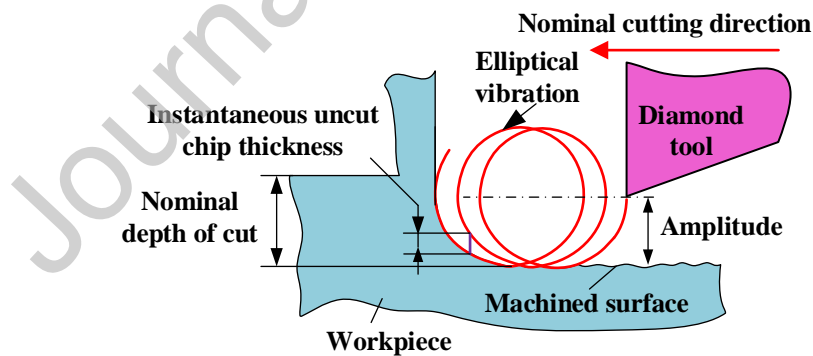 Nominal cutting direction
Elliptical
vibration
Instantaneous uncut
chip thickness
Diamond
tool
Nominal
depth of cut
Amplitude
Machined surface
Workpiece
Journa